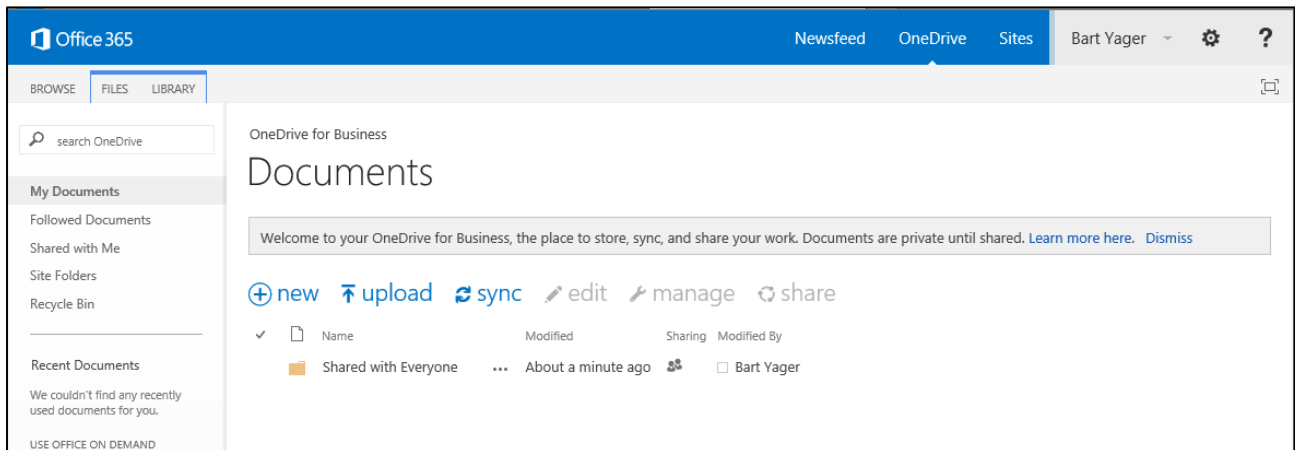 Office 365 Newsfeed OneDrive Sites Bart Yager ?
BROWSE FILES LIBRARY
search OneDrive
My Documents
Followed Documents
Shared with Me
Site Folders
Recycle Bin
Recent Documents
We couldn't find any recently
used documents for you.
USE OFFICE ON DEMAND
OneDrive for Business
Documents
Welcome to your OneDrive for Business, the place to store, sync, and share your work. Documents are private until shared. Learn more here. Dismiss
new upload sync edit manage share
Name Modified Sharing Modified By
Shared with Everyone ... About a minute ago Bart Yager